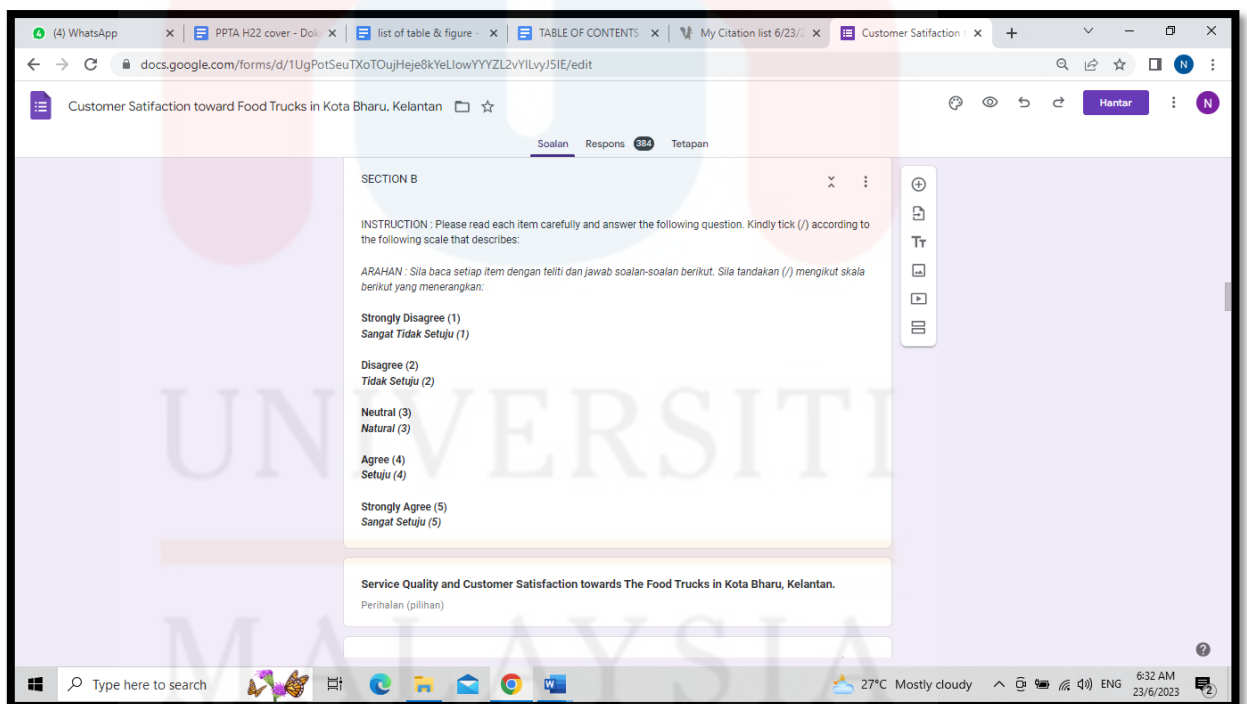 (4) WhatsApp
PPTA H22 cover - Dok
list of table & figure -
TABLE OF CONTENTS
My Citation list 6/23/2
Customer Satifaction t
docs.google.com/forms/d/1UgPotSeuTXoTOujHeje8kYeLlowYYYZL2vYILvyJ5IE/edit
N
Customer Satifaction toward Food Trucks in Kota Bharu, Kelantan
Hantar
N
Soalan Respons 384 Tetapan
SECTION B
INSTRUCTION : Please read each item carefully and answer the following question. Kindly tick (/) according to
the following scale that describes:
ARAHAN : Sila baca setiap item dengan teliti dan jawab soalan-soalan berikut. Sila tandakan (/) mengikut skala
berikut yang menerangkan:
Strongly Disagree (1)
Sangat Tidak Setuju (1)
Disagree (2)
Tidak Setuju (2)
Neutral (3)
Natural (3)
Agree (4)
Setuju (4)
Strongly Agree (5)
Sangat Setuju (5)
UNIVERSITI
Service Quality and Customer Satisfaction towards The Food Trucks in Kota Bharu, Kelantan.
Perihalan (pilihan)
MALAYSIA
Type here to search
27°C Mostly cloudy
ENG
6:32 AM
23/6/2023
2